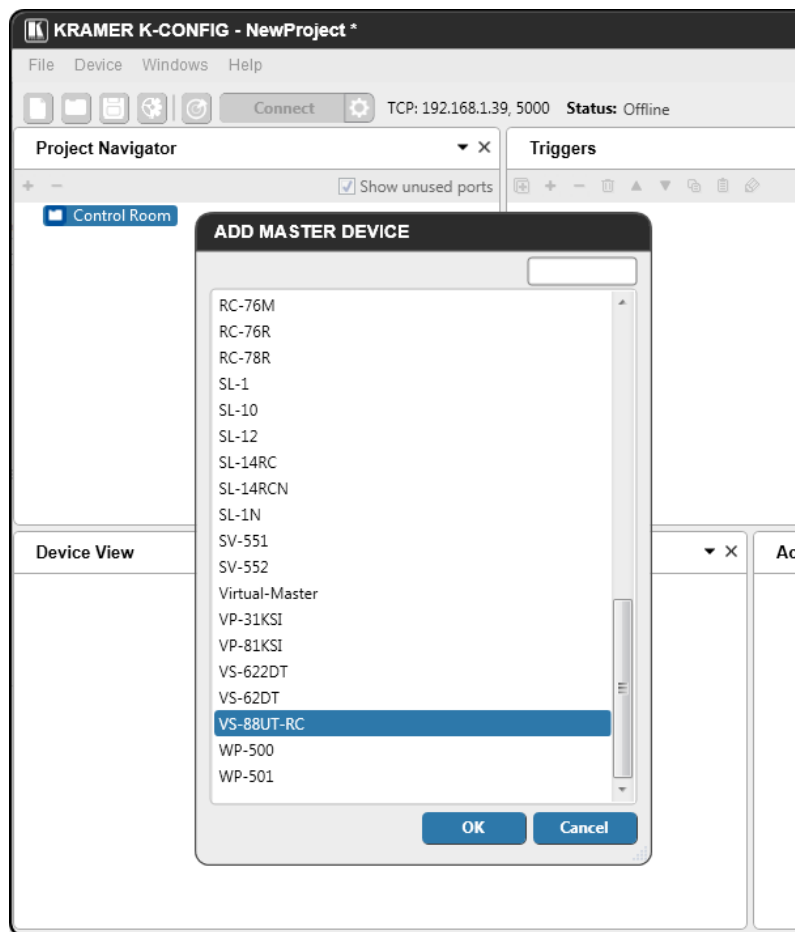 KRAMER K-CONFIG - NewProject *
File Device Windows Help
Connect TCP: 192.168.1.39, 5000 Status: Offline
Project Navigator
Triggers
Show unused ports
Control Room
ADD MASTER DEVICE
RC-76M
RC-76R
RC-78R
SL-1
SL-10
SL-12
SL-14RC
SL-14RCN
SL-1N
SV-551
SV-552
Virtual-Master
VP-31KSI
VP-81KSI
VS-622DT
VS-62DT
VS-88UT-RC
WP-500
WP-501
OK Cancel
Device View
Ac